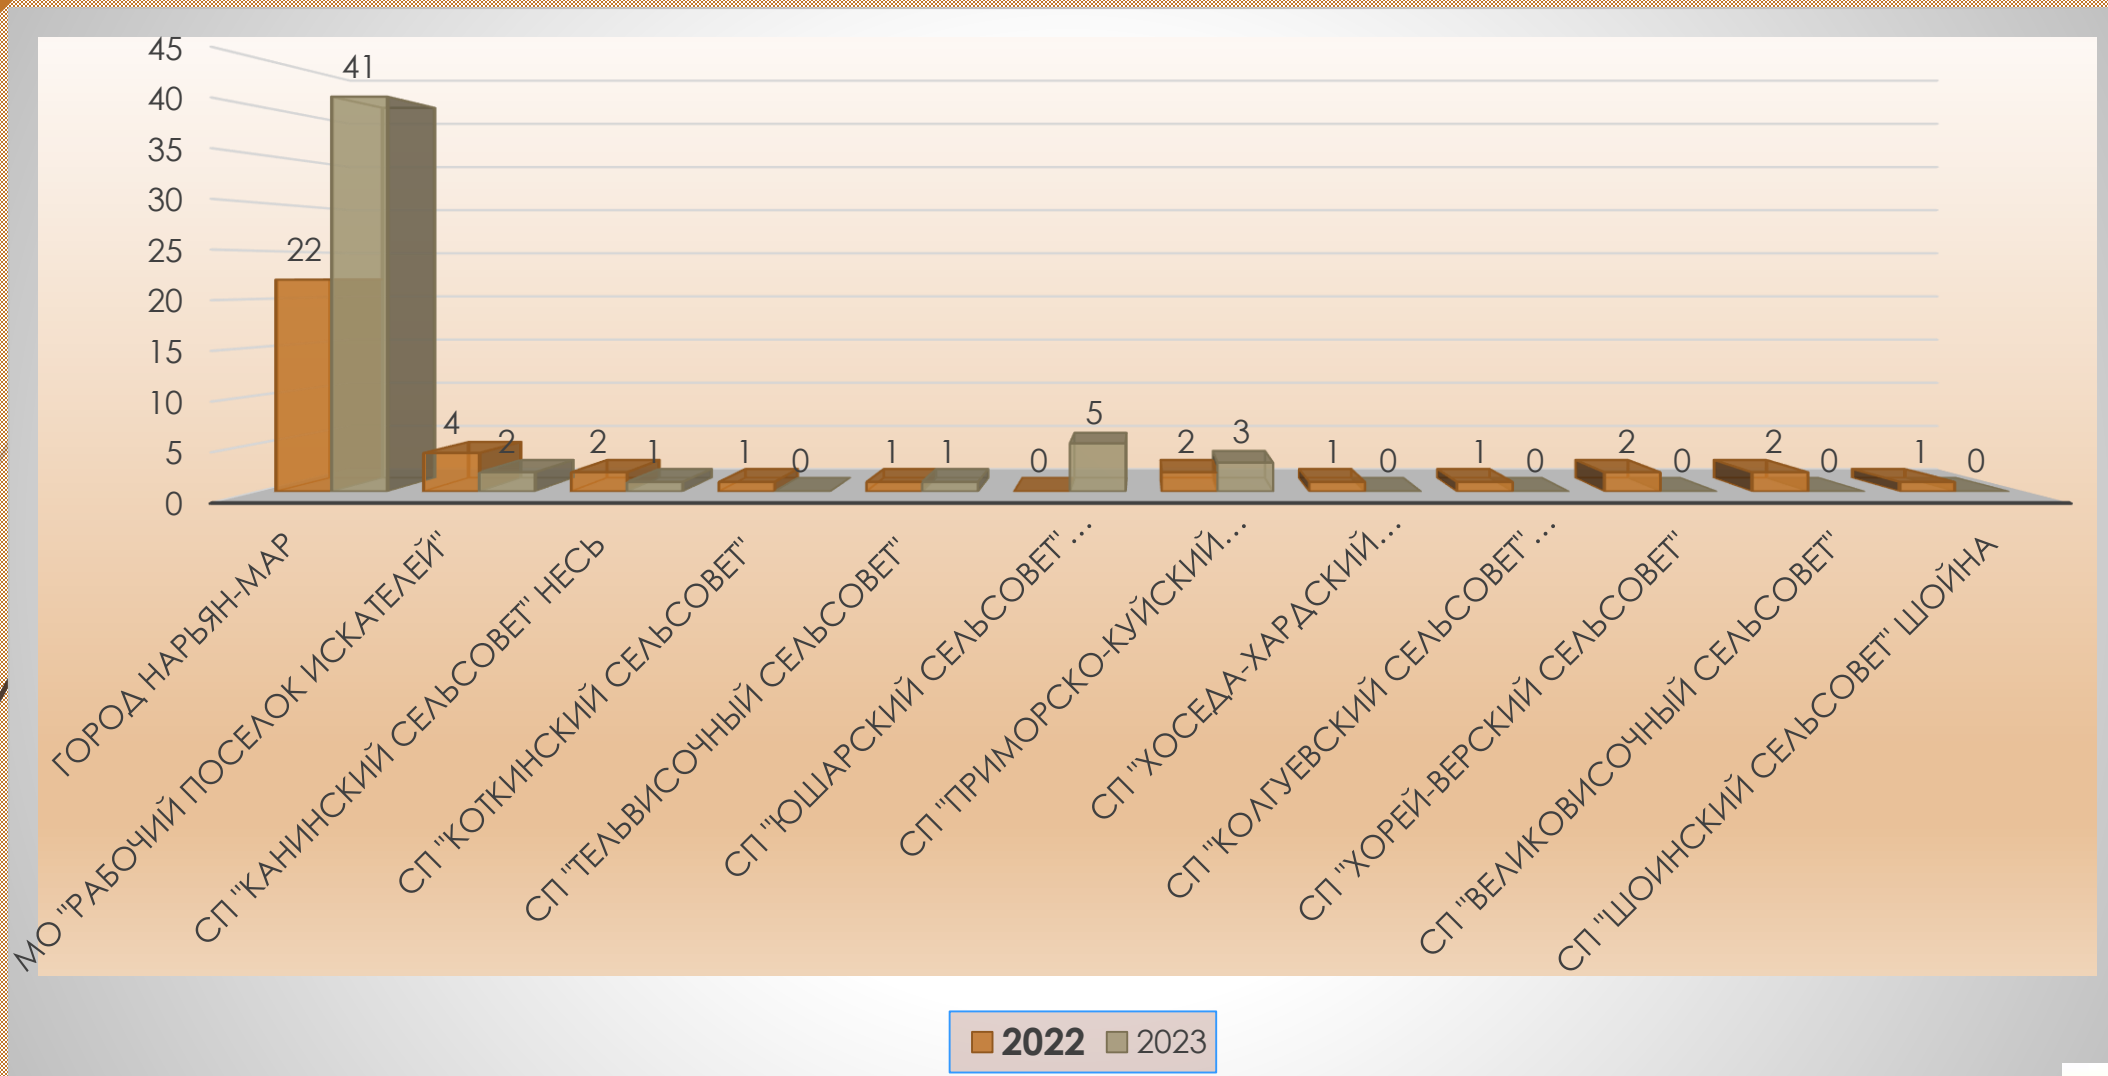 45
40
35
30
25
20
15
10
5
0
22
41
4
2
2
1
1
0
1
1
0
5
2
3
1
0
1
0
2
0
2
0
1
0
ГОРОД НАРЬЯН-МАР
МО "РАБОЧИЙ ПОСЕЛОК ИСКАТЕЛЕЙ"
СП "КАНИНСКИЙ СЕЛЬСОВЕТ" НЕСЬ
СП "КОТКИНСКИЙ СЕЛЬСОВЕТ"
СП "ТЕЛЬВИСОЧНЫЙ СЕЛЬСОВЕТ"
СП "ЮШАРСКИЙ СЕЛЬСОВЕТ" …
СП "ПРИМОРСКО-КУЙСКИЙ…
СП "ХОСЕДА-ХАРДСКИЙ…
СП "КОЛГУЕВСКИЙ СЕЛЬСОВЕТ" …
СП "ХОРЕЙ-ВЕРСКИЙ СЕЛЬСОВЕТ"
СП "ВЕЛИКОВИСОЧНЫЙ СЕЛЬСОВЕТ"
СП "ШОИНСКИЙ СЕЛЬСОВЕТ" ШОЙНА
2022 2023